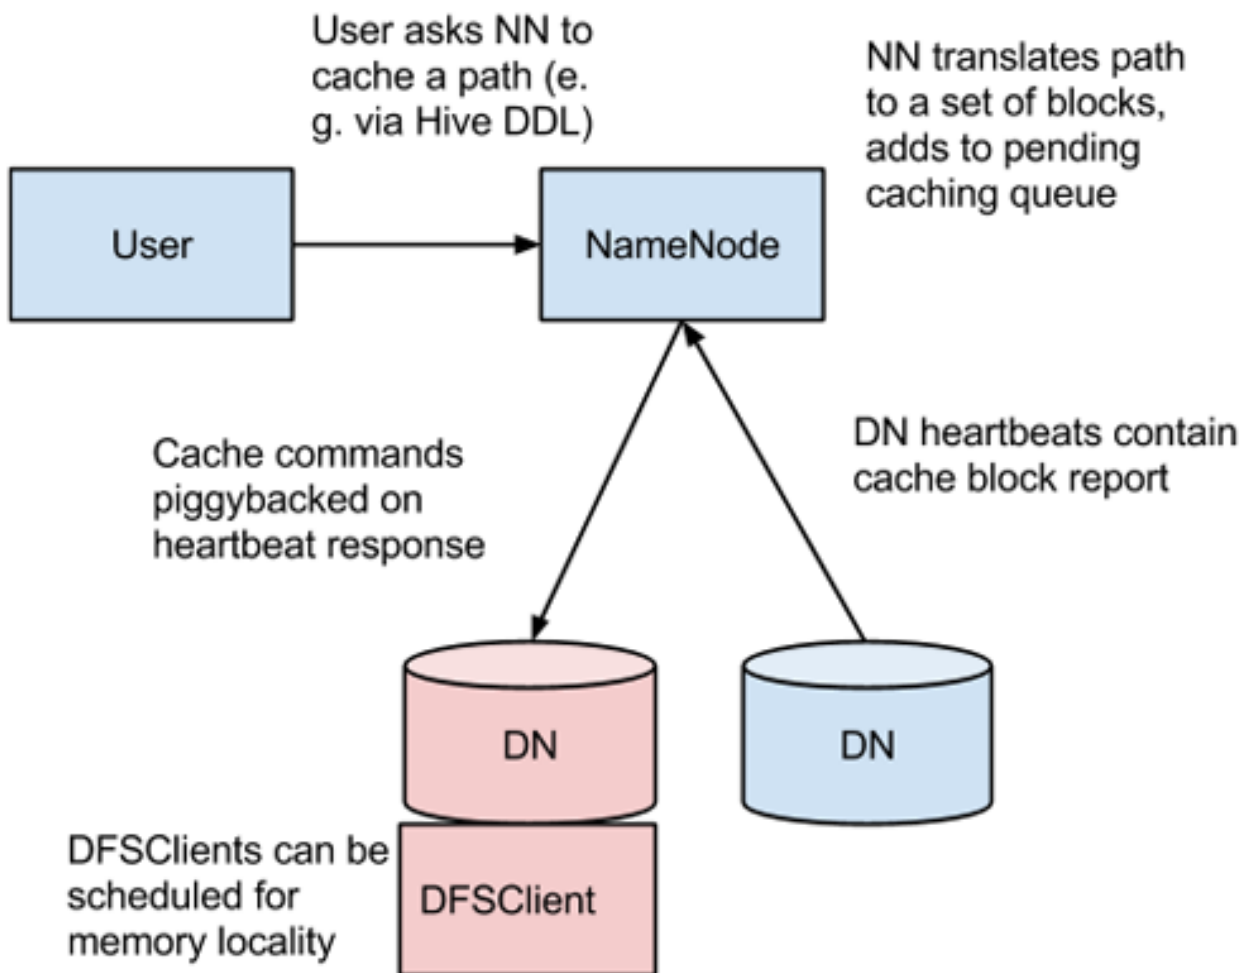 User asks NN to
cache a path (e.
g. via Hive DDL)
NN translates path
to a set of blocks,
adds to pending
caching queue
User
NameNode
Cache commands
piggybacked on
heartbeat response
DN heartbeats contain
cache block report
DN
DN
DFSClients can be
scheduled for
memory locality
DFSClient